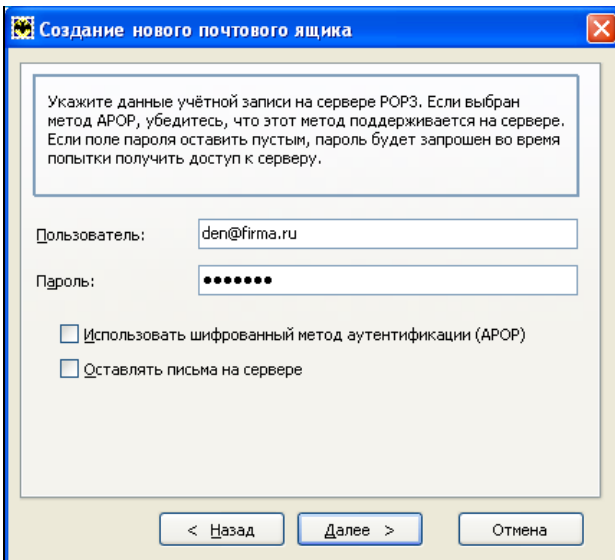 Создание нового почтового ящика
Укажите данные учётной записи на сервере POP3. Если выбран
метод APOP, убедитесь, что этот метод поддерживается на сервере.
Если поле пароля оставить пустым, пароль будет запрошен во время
попытки получить доступ к серверу.
Пользователь: den@firma.ru
Пароль: •••••••
Использовать шифрованный метод аутентификации (APOP)
Оставлять письма на сервере
< Назад Далее > Отмена